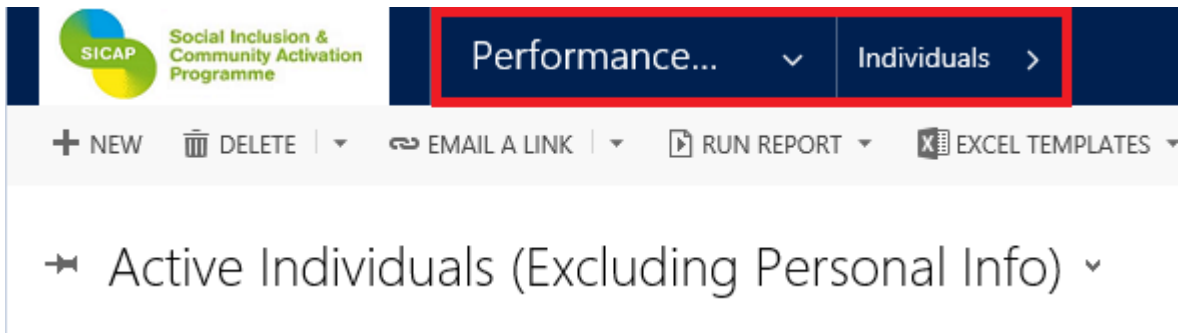 SICAP
Social Inclusion &
Community Activation
Programme
Performance...
Individuals
NEW
DELETE
EMAIL A LINK
RUN REPORT
EXCEL TEMPLATES
Active Individuals (Excluding Personal Info)